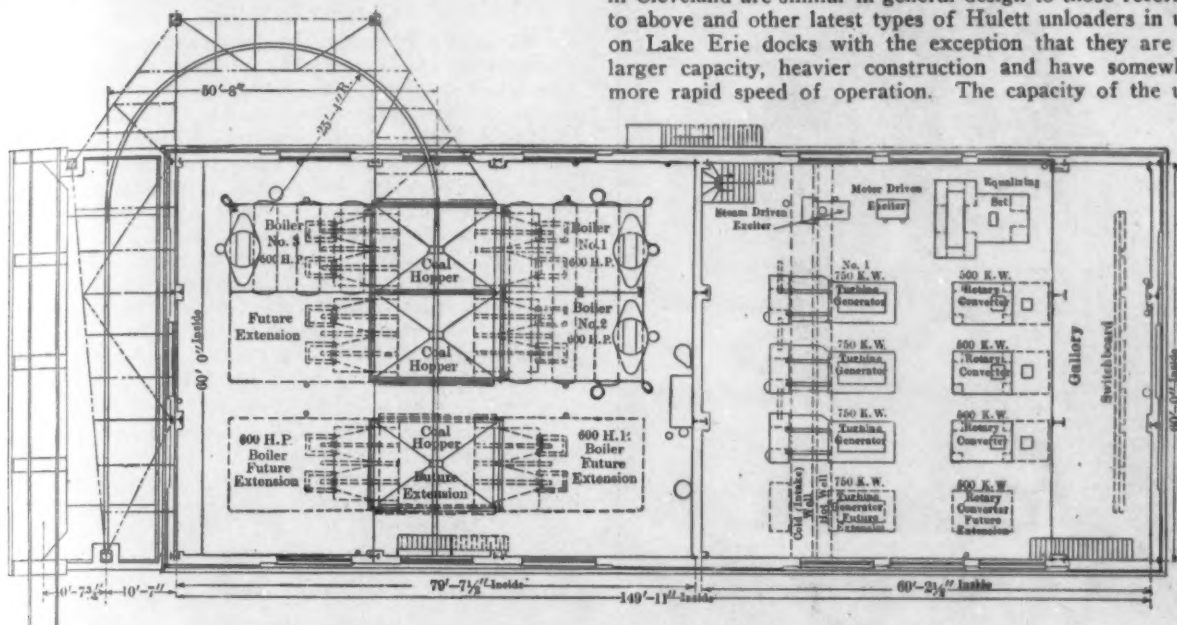 to above and other latest types of Hulett unloaders in
on Lake Erie docks with the exception that they are
larger capacity, heavier construction and have
more rapid speed of operation. The capacity of the
50'-8"
25'-1" R.
60' 0" Inside
Boiler
No. 3
600 H.P.
Coal
Hopper
Boiler
No. 1
600 H.P.
Future
Extension
Coal
Hopper
Boiler
No. 2
600 H.P.
600 H.P.
Boiler
Future
Extension
Coal
Hopper
Future
Extension
600 H.P.
Boiler
Future
Extension
Steam Driven
Exciter
Motor Driven
Exciter
Equalizing
Set
No. 1
750 K.W.
Turbine
Generator
500 K.W.
Rotary
Converter
750 K.W.
Turbine
Generator
500 K.W.
Rotary
Converter
750 K.W.
Turbine
Generator
500 K.W.
Rotary
Converter
Cold (Intake)
Well
Hot Well
750 K.W.
Turbine
Generator
Future
Extension
500 K.W.
Rotary
Converter
Future
Extension
Gallery
Switchboard
60'-0" Inside
10'-7"
79'-7½" Inside
60'-2½" Inside
149'-11" Inside